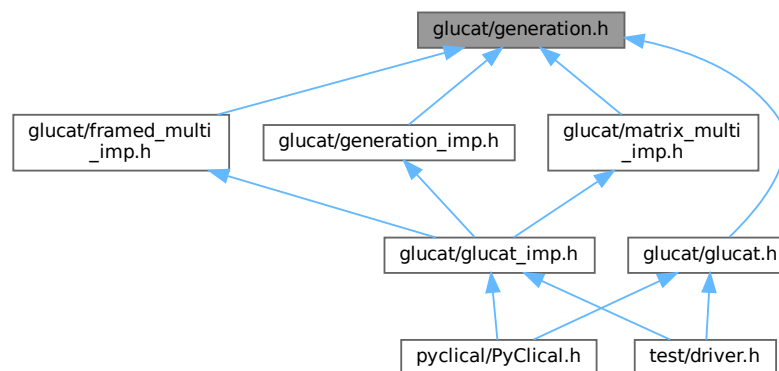 glucat/generation.h
glucat/framed_multi
_imp.h
glucat/generation_imp.h
glucat/matrix_multi
_imp.h
glucat/glucat_imp.h
glucat/glucat.h
pyclical/PyClical.h
test/driver.h